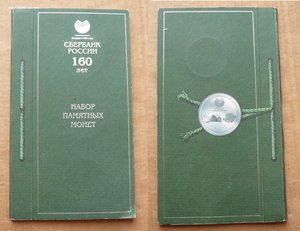 СБЕРБАНК
РОССИИ
160
ЛЕТ
НАБОР
ПАМЯТНЫХ
МОНЕТ